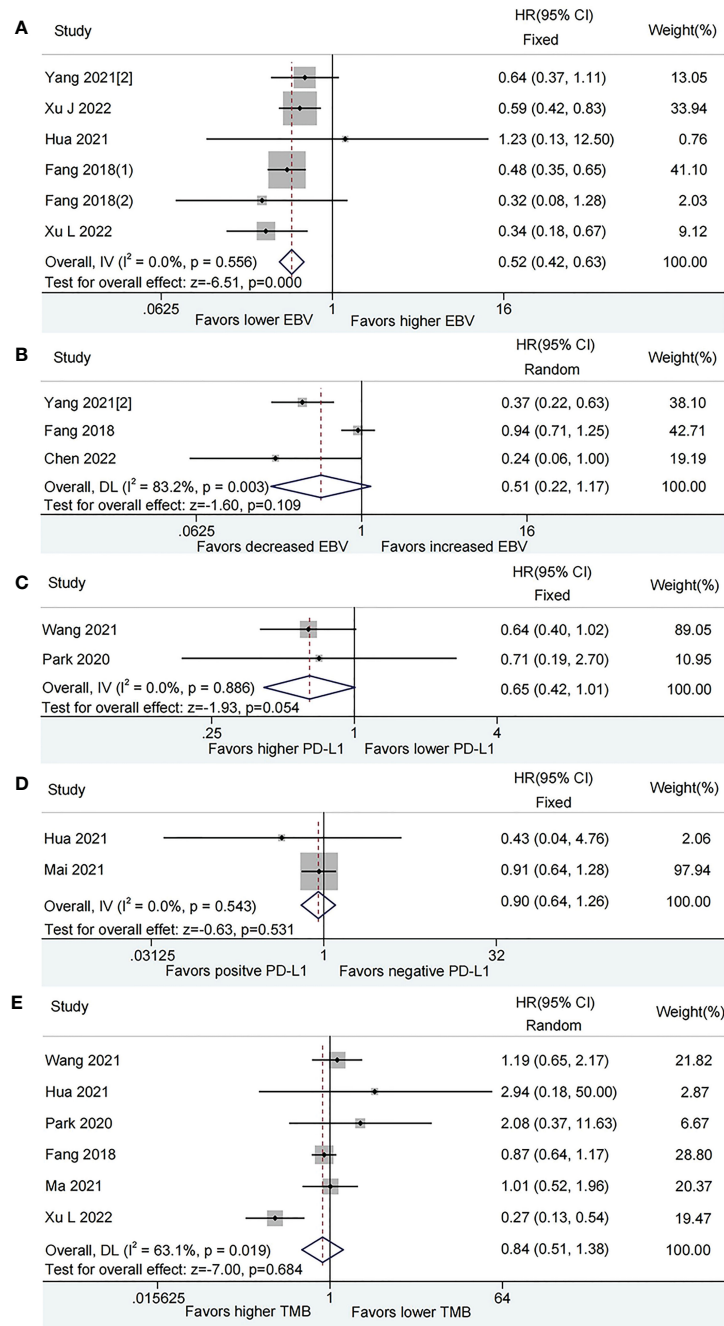 A
Study HR(95% CI) Fixed Weight(%)
Yang 2021[2] 0.64 (0.37, 1.11) 13.05
Xu J 2022 0.59 (0.42, 0.83) 33.94
Hua 2021 1.23 (0.13, 12.50) 0.76
Fang 2018(1) 0.48 (0.35, 0.65) 41.10
Fang 2018(2) 0.32 (0.08, 1.28) 2.03
Xu L 2022 0.34 (0.18, 0.67) 9.12
Overall, IV (I² = 0.0%, p = 0.556) 0.52 (0.42, 0.63) 100.00
Test for overall effect: z=-6.51, p=0.000
.0625 1 16
Favors lower EBV Favors higher EBV
B
Study HR(95% CI) Random Weight(%)
Yang 2021[2] 0.37 (0.22, 0.63) 38.10
Fang 2018 0.94 (0.71, 1.25) 42.71
Chen 2022 0.24 (0.06, 1.00) 19.19
Overall, DL (I² = 83.2%, p = 0.003) 0.51 (0.22, 1.17) 100.00
Test for overall effect: z=-1.60, p=0.109
.0625 1 16
Favors decreased EBV Favors increased EBV
C
Study HR(95% CI) Fixed Weight(%)
Wang 2021 0.64 (0.40, 1.02) 89.05
Park 2020 0.71 (0.19, 2.70) 10.95
Overall, IV (I² = 0.0%, p = 0.886) 0.65 (0.42, 1.01) 100.00
Test for overall effect: z=-1.93, p=0.054
.25 1 4
Favors higher PD-L1 Favors lower PD-L1
D
Study HR(95% CI) Fixed Weight(%)
Hua 2021 0.43 (0.04, 4.76) 2.06
Mai 2021 0.91 (0.64, 1.28) 97.94
Overall, IV (I² = 0.0%, p = 0.543) 0.90 (0.64, 1.26) 100.00
Test for overall effet: z=-0.63, p=0.531
.03125 1 32
Favors positve PD-L1 Favors negative PD-L1
E
Study HR(95% CI) Random Weight(%)
Wang 2021 1.19 (0.65, 2.17) 21.82
Hua 2021 2.94 (0.18, 50.00) 2.87
Park 2020 2.08 (0.37, 11.63) 6.67
Fang 2018 0.87 (0.64, 1.17) 28.80
Ma 2021 1.01 (0.52, 1.96) 20.37
Xu L 2022 0.27 (0.13, 0.54) 19.47
Overall, DL (I² = 63.1%, p = 0.019) 0.84 (0.51, 1.38) 100.00
Test for overall effect: z=-7.00, p=0.684
.015625 1 64
Favors higher TMB Favors lower TMB